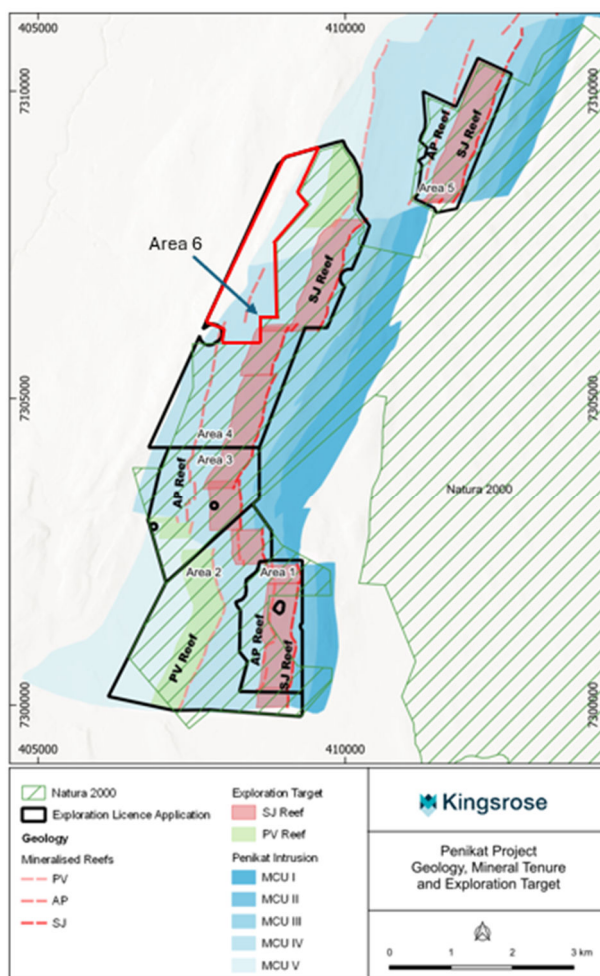 405000
410000
7310000
7310000
AP Reef
SJ Reef
Area 5
Area 6
SJ Reef
7305000
7305000
Area 4
Area 3
AP Reef
Natura 2000
Area 2
Area 1
PV Reef
AP Reef
SJ Reef
7300000
7300000
405000
410000
Natura 2000
Exploration Licence Application
Geology
Mineralised Reefs
PV
AP
SJ
Exploration Target
SJ Reef
PV Reef
Penikat Intrusion
MCU I
MCU II
MCU III
MCU IV
MCU V
Kingsrose
Penikat Project
Geology, Mineral Tenure
and Exploration Target
0 1 2 3 km